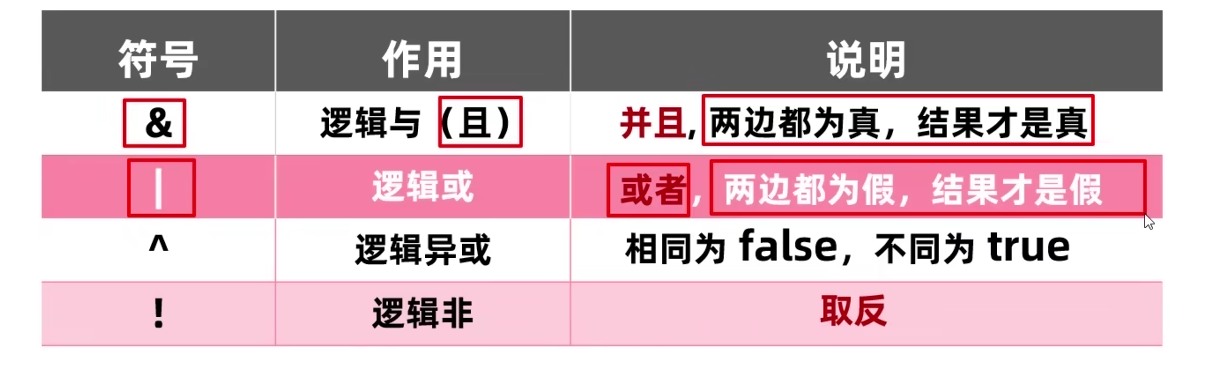 符号 作用 说明
& 逻辑与（且） 并且, 两边都为真，结果才是真
| 逻辑或 或者，两边都为假，结果才是假
^ 逻辑异或 相同为 false，不同为 true
! 逻辑非 取反